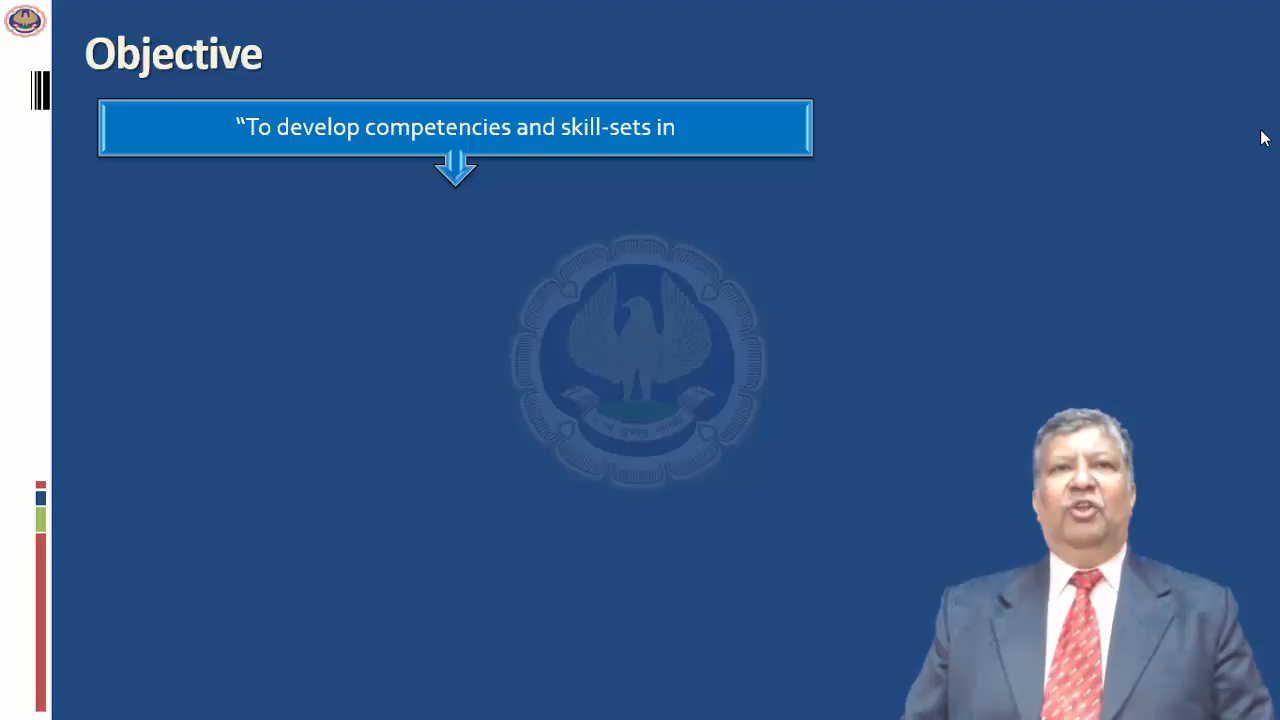 Objective
“To develop competencies and skill-sets in